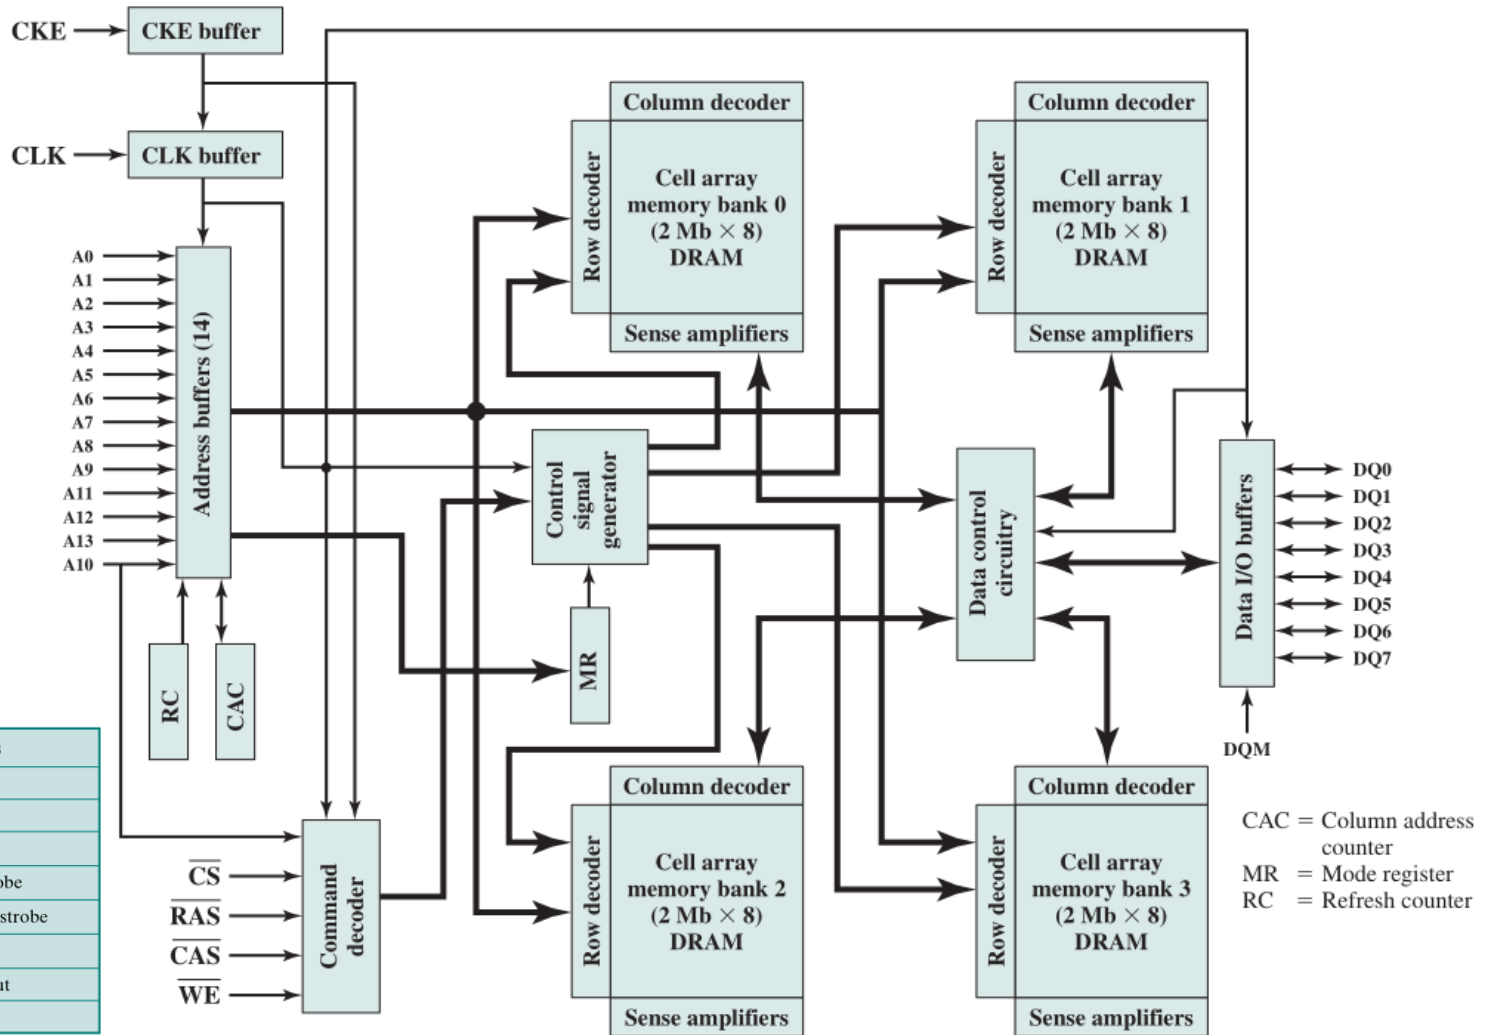 CKE
CKE buffer
CLK
CLK buffer
A0
A1
A2
A3
A4
A5
A6
A7
A8
A9
A11
A12
A13
A10
Address buffers (14)
RC
CAC
Column decoder
Row decoder
Cell array
memory bank 0
(2 Mb × 8)
DRAM
Sense amplifiers
Column decoder
Row decoder
Cell array
memory bank 1
(2 Mb × 8)
DRAM
Sense amplifiers
Control
signal
generator
MR
Data control
circuitry
Data I/O buffers
DQ0
DQ1
DQ2
DQ3
DQ4
DQ5
DQ6
DQ7
DQM
C̅S̅
R̅A̅S̅
C̅A̅S̅
W̅E̅
Command
decoder
Column decoder
Row decoder
Cell array
memory bank 2
(2 Mb × 8)
DRAM
Sense amplifiers
Column decoder
Row decoder
Cell array
memory bank 3
(2 Mb × 8)
DRAM
Sense amplifiers
CAC = Column address
counter
MR = Mode register
RC = Refresh counter
strobe